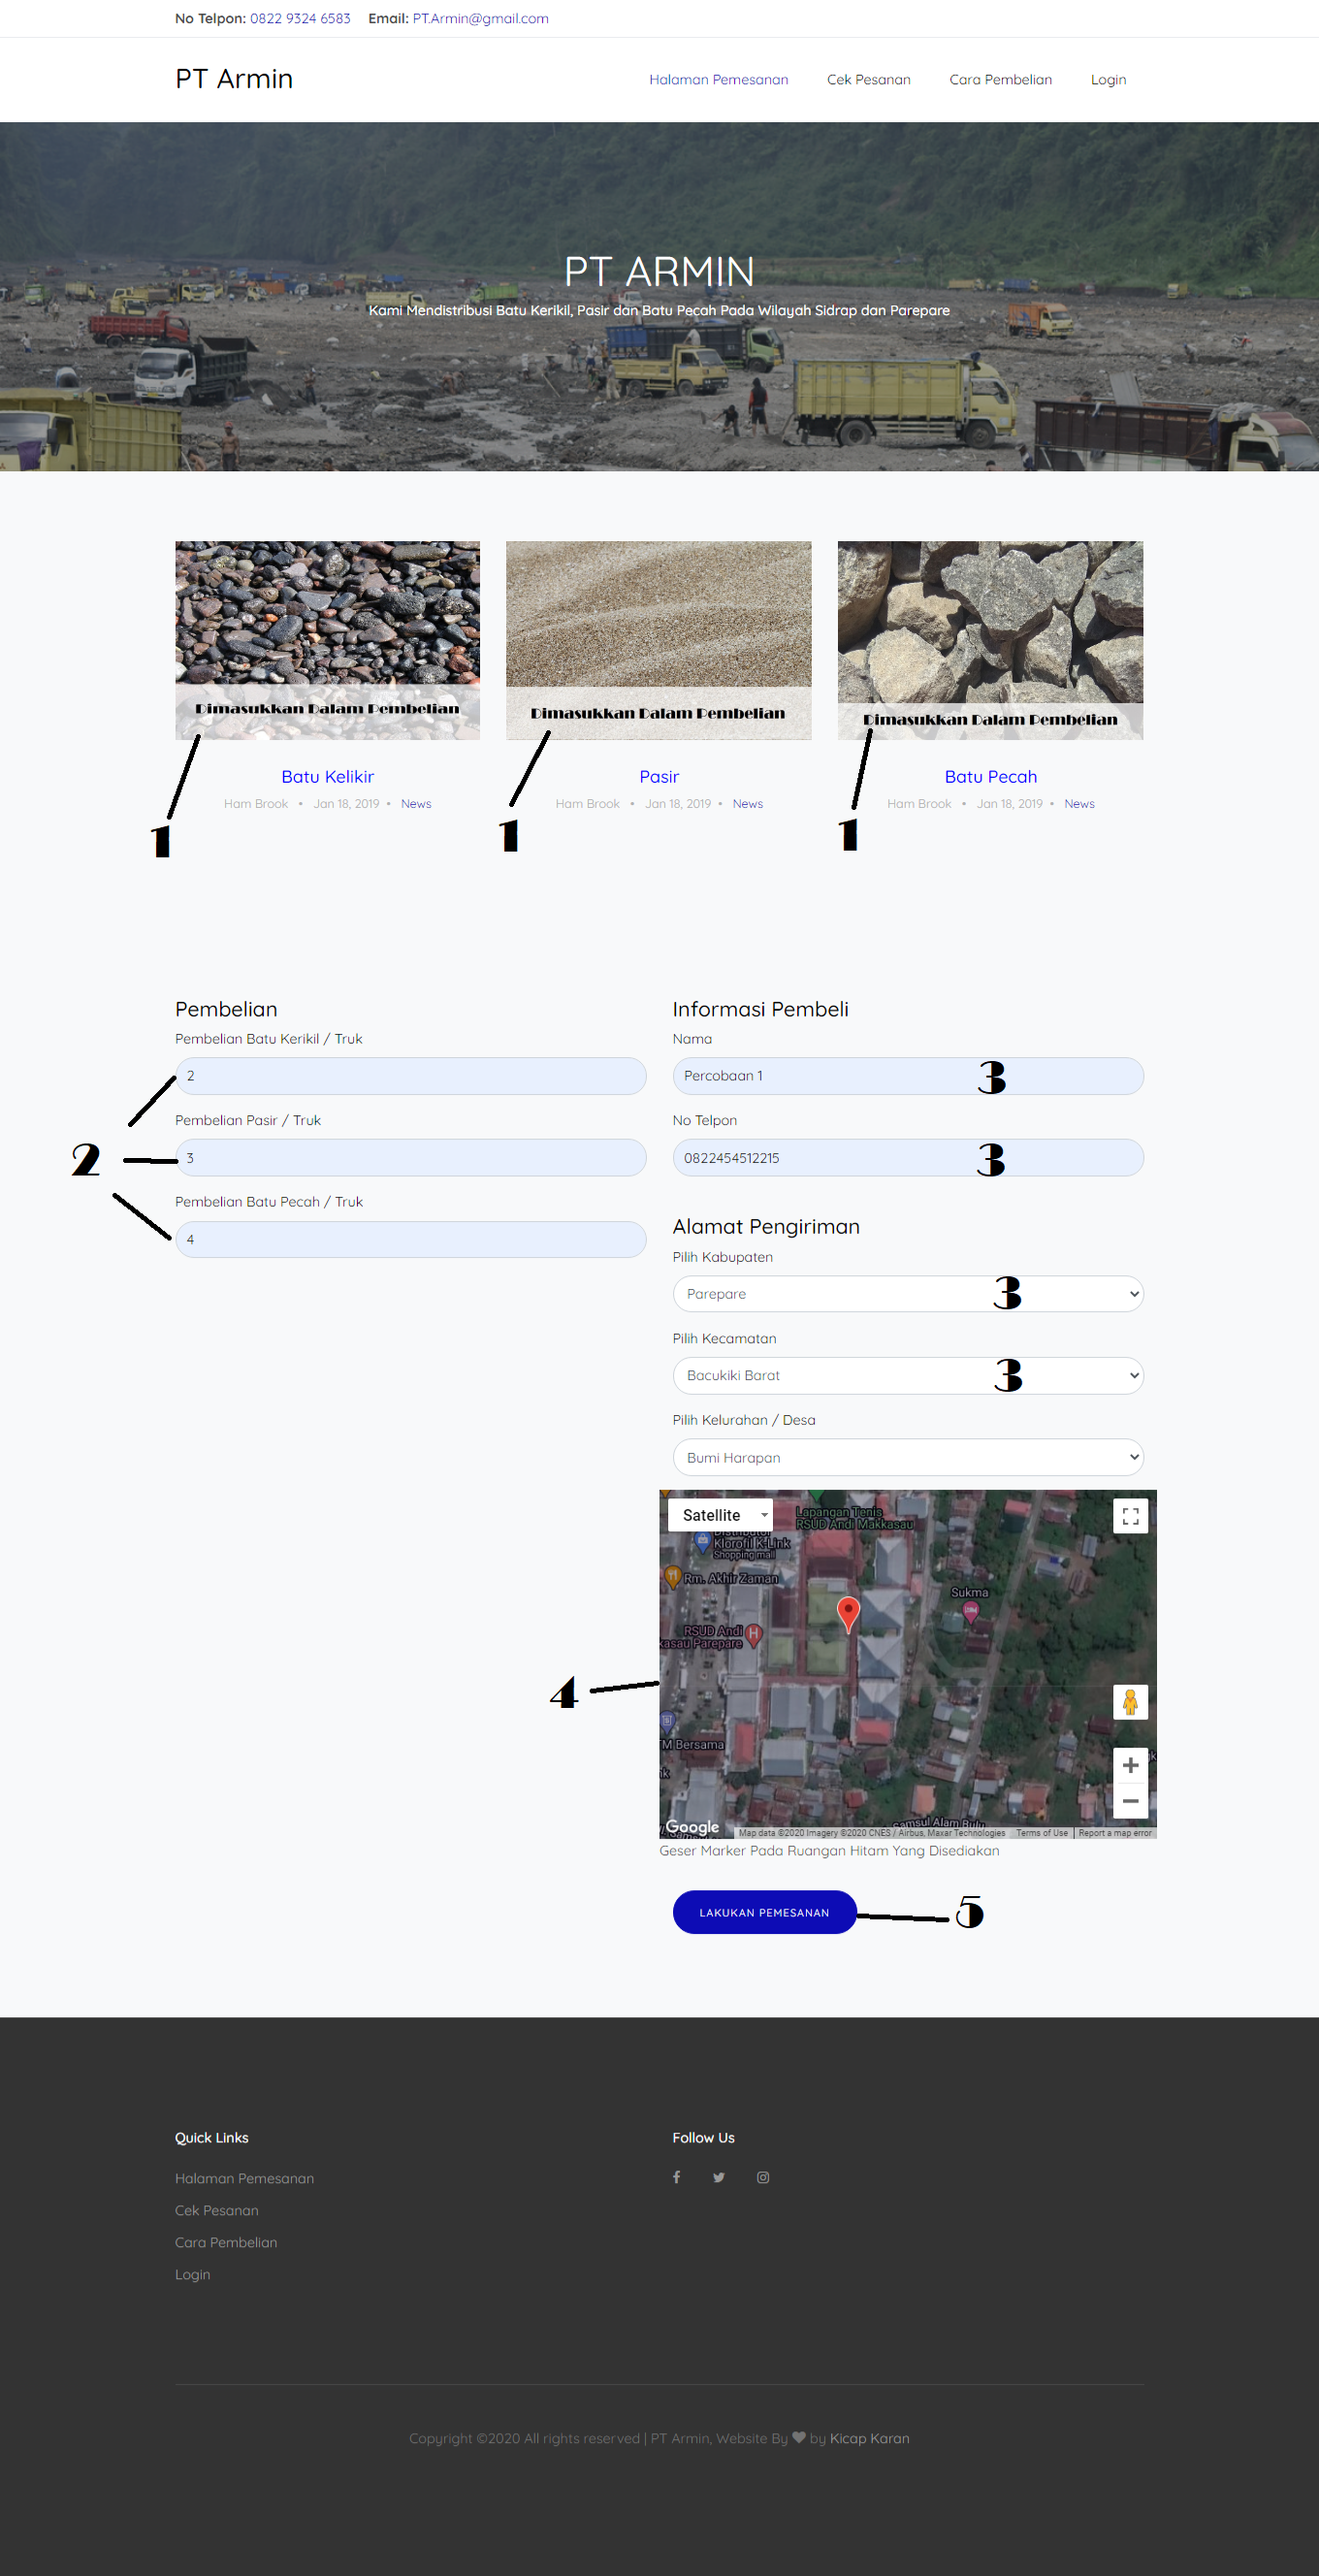 No Telpon: 0822 9324 6583 Email: PT.Armin@gmail.com
PT Armin
Halaman Pemesanan Cek Pesanan Cara Pembelian Login
PT ARMIN
Kami Mendistribusi Batu Kerikil, Pasir dan Batu Pecah Pada Wilayah Sidrap dan Parepare
Dimasukkan Dalam Pembelian
Dimasukkan Dalam Pembelian
Dimasukkan Dalam Pembelian
Batu Kelikir
Ham Brook • Jan 18, 2019 • News
Pasir
Ham Brook • Jan 18, 2019 • News
Batu Pecah
Ham Brook • Jan 18, 2019 • News
1
1
1
Pembelian
Pembelian Batu Kerikil / Truk
2
Pembelian Pasir / Truk
3
Pembelian Batu Pecah / Truk
4
2
Informasi Pembeli
Nama
Percobaan 1
3
No Telpon
0822454512215
3
Alamat Pengiriman
Pilih Kabupaten
Parepare
3
Pilih Kecamatan
Bacukiki Barat
3
Pilih Kelurahan / Desa
Bumi Harapan
Satellite
Lapangan Tenis
RSUD Andi Makkasau
Distributor
Klorofil K-Link
Shopping mall
Rm. Akhir Zaman
Sukma
RSUD Andi
kasau Parepare
TM Bersama
Samsul Alam Bulu
Google
Map data ©2020 Imagery ©2020 CNES / Airbus, Maxar Technologies Terms of Use Report a map error
4
Geser Marker Pada Ruangan Hitam Yang Disediakan
LAKUKAN PEMESANAN
5
Quick Links
Halaman Pemesanan
Cek Pesanan
Cara Pembelian
Login
Follow Us
Copyright ©2020 All rights reserved | PT Armin, Website By ♥ by Kicap Karan